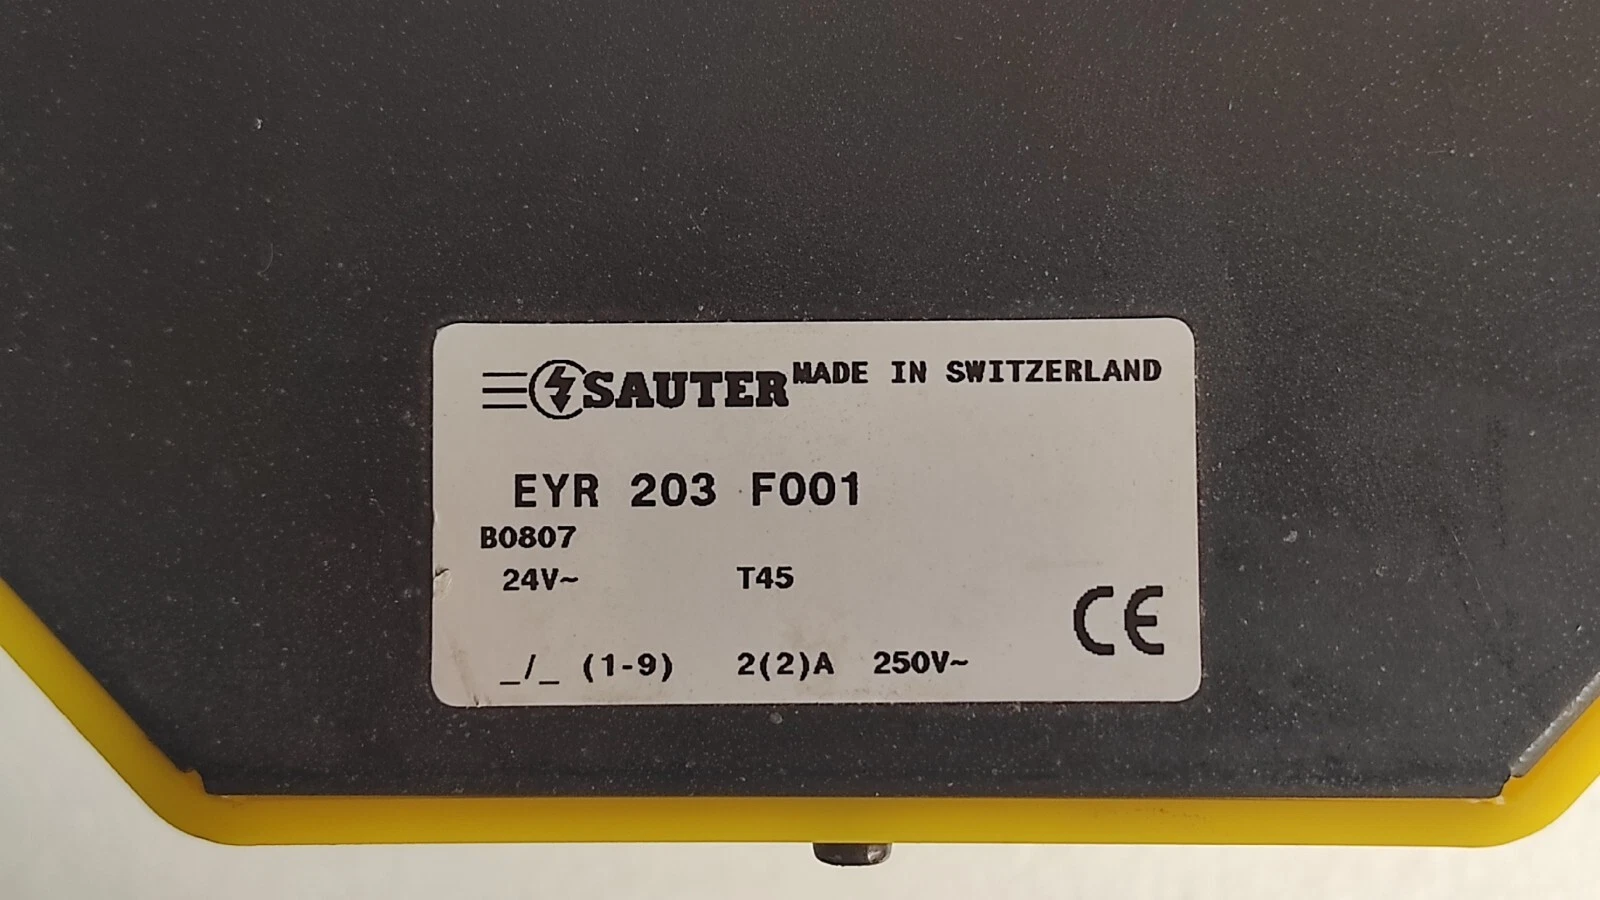 SAUTER MADE IN SWITZERLAND
EYR 203 F001
B0807
24V~ T45
_/_ (1-9) 2(2)A 250V~
CE